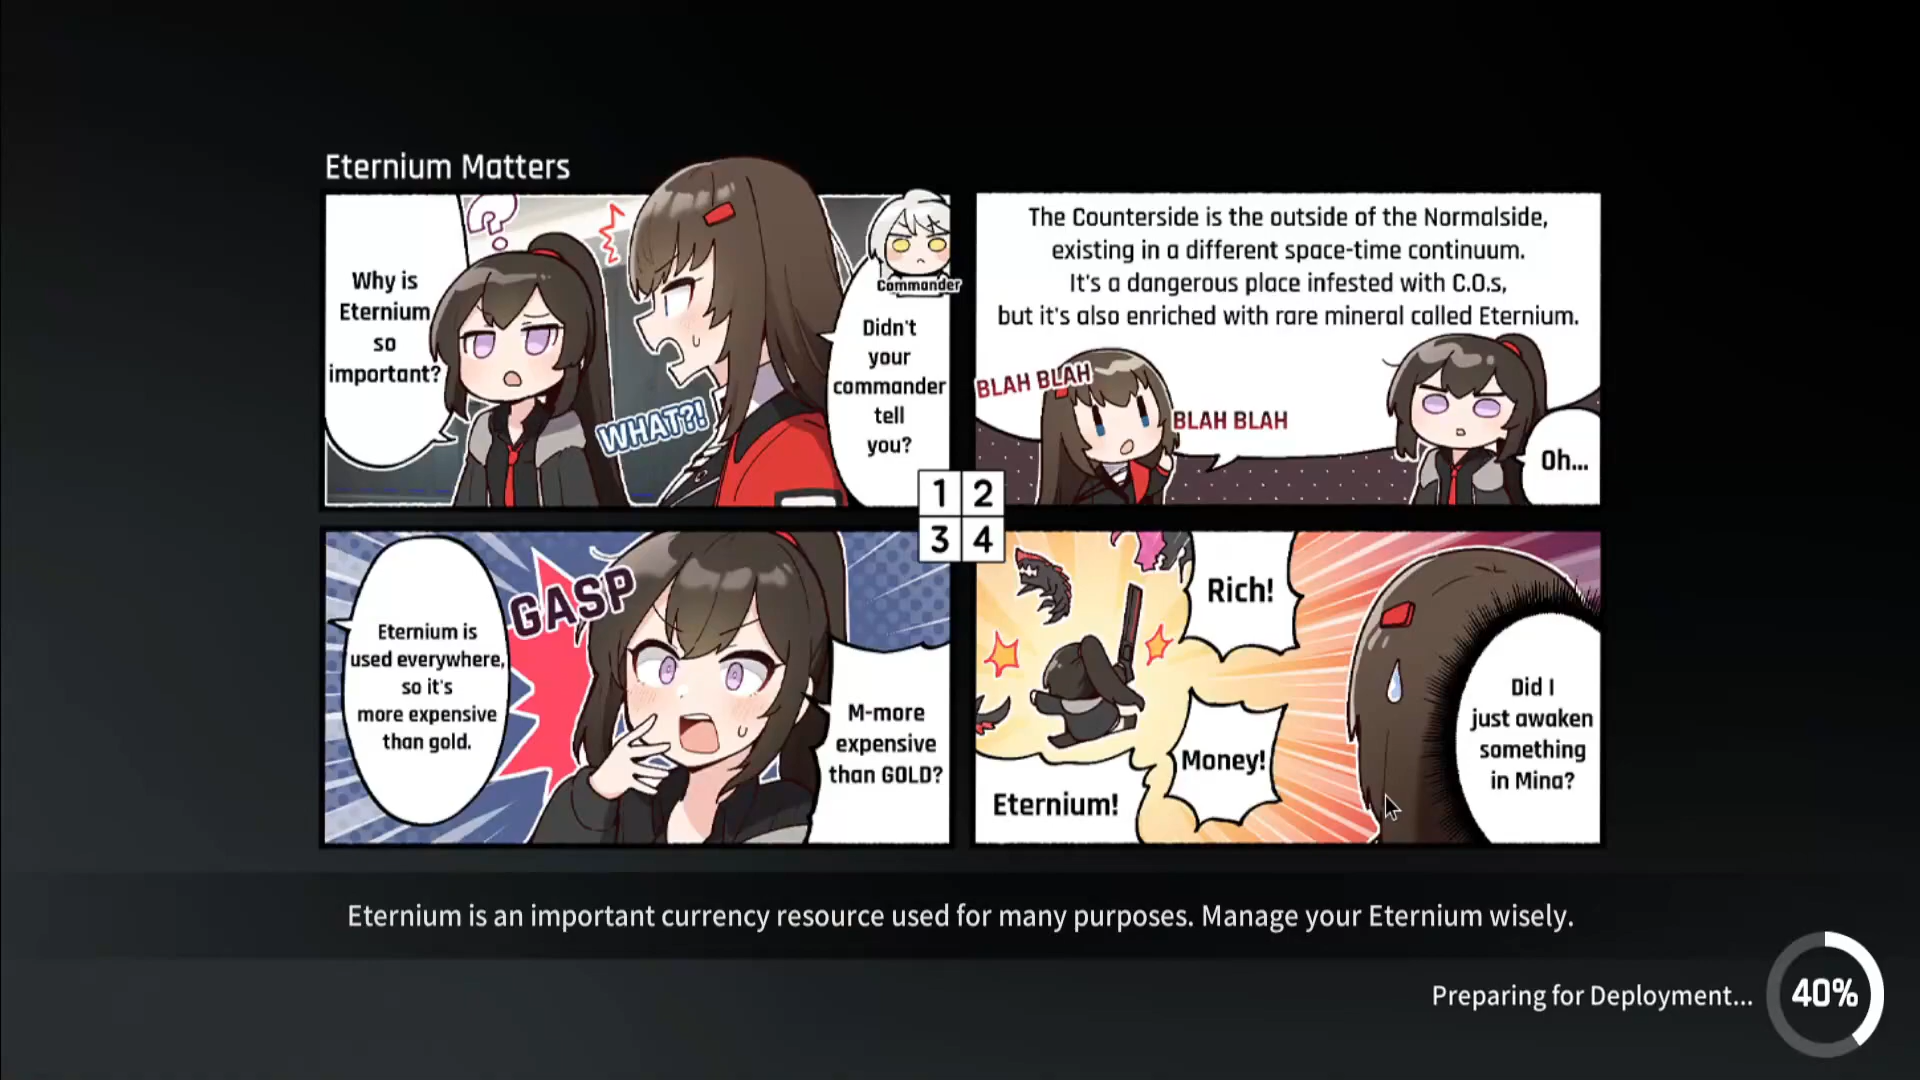 Eternium Matters
Why is
Eternium
so
important?
?
WHAT?!
Commander
Didn't
your
commander
tell
you?
The Counterside is the outside of the Normalside,
existing in a different space-time continuum.
It's a dangerous place infested with C.O.s,
but it's also enriched with rare mineral called Eternium.
BLAH BLAH
BLAH BLAH
Oh...
1 2
3 4
Eternium is
used everywhere,
so it's
more expensive
than gold.
GASP
M-more
expensive
than GOLD?
Rich!
Money!
Eternium!
Did I
just awaken
something
in Mina?
Eternium is an important currency resource used for many purposes. Manage your Eternium wisely.
Preparing for Deployment...
40%